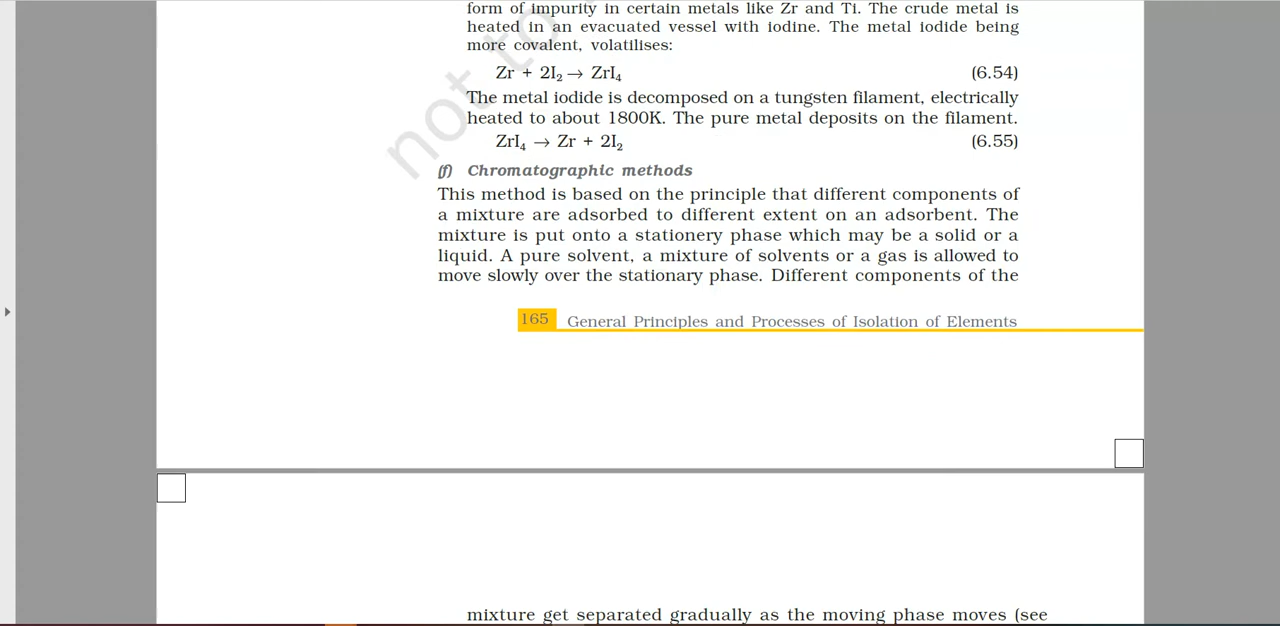 form of impurity in certain metals like Zr and Ti. The crude metal is
heated in an evacuated vessel with iodine. The metal iodide being
more covalent, volatilises:
Zr + 2I₂ → ZrI₄ (6.54)
The metal iodide is decomposed on a tungsten filament, electrically
heated to about 1800K. The pure metal deposits on the filament.
ZrI₄ → Zr + 2I₂ (6.55)
(f) Chromatographic methods
This method is based on the principle that different components of
a mixture are adsorbed to different extent on an adsorbent. The
mixture is put onto a stationery phase which may be a solid or a
liquid. A pure solvent, a mixture of solvents or a gas is allowed to
move slowly over the stationary phase. Different components of the
165 General Principles and Processes of Isolation of Elements
mixture get separated gradually as the moving phase moves (see
not to